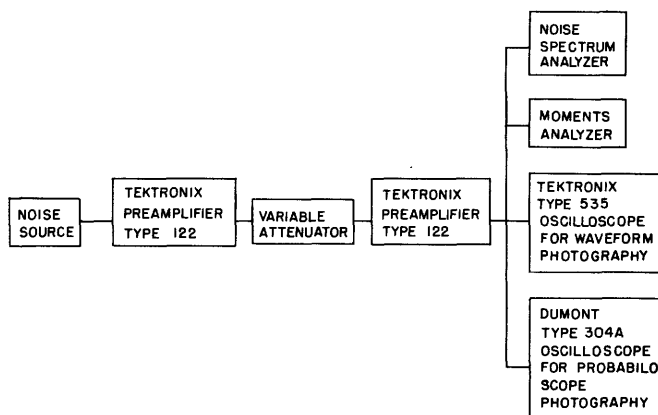 NOISE
SPECTRUM
ANALYZER
MOMENTS
ANALYZER
NOISE
SOURCE
TEKTRONIX
PREAMPLIFIER
TYPE 122
VARIABLE
ATTENUATOR
TEKTRONIX
PREAMPLIFIER
TYPE 122
TEKTRONIX
TYPE 535
OSCILLOSCOPE
FOR WAVEFORM
PHOTOGRAPHY
DUMONT
TYPE 304A
OSCILLOSCOPE
FOR PROBABILO
SCOPE
PHOTOGRAPHY